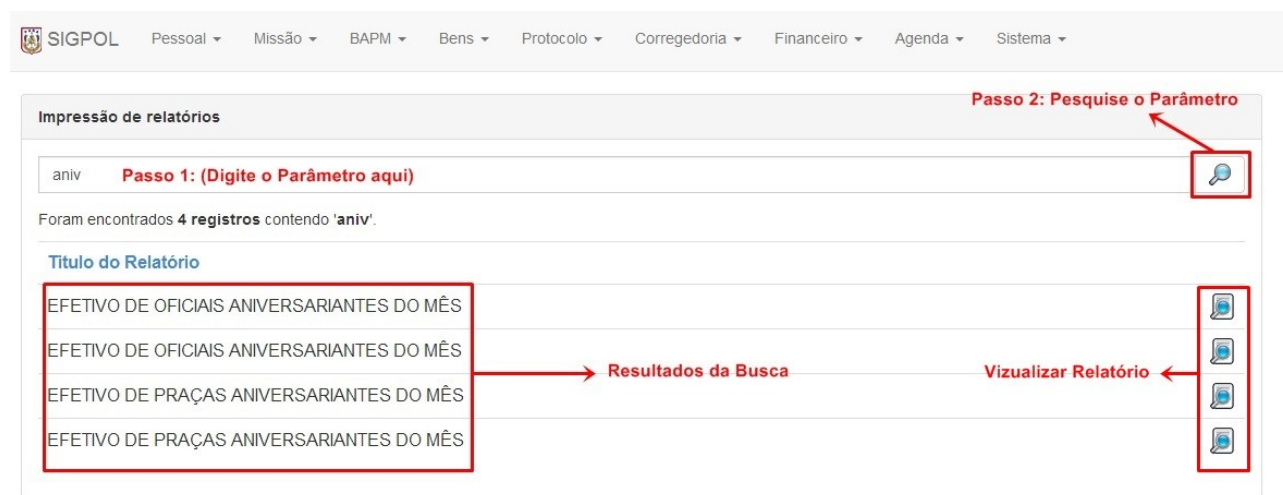 SIGPOL Pessoal Missão BAPM Bens Protocolo Corregedoria Financeiro Agenda Sistema
Passo 2: Pesquise o Parâmetro
Impressão de relatórios
aniv Passo 1: (Digite o Parâmetro aqui)
Foram encontrados 4 registros contendo 'aniv'.
Titulo do Relatório
EFETIVO DE OFICIAIS ANIVERSARIANTES DO MÊS
EFETIVO DE OFICIAIS ANIVERSARIANTES DO MÊS
Resultados da Busca Vizualizar Relatório
EFETIVO DE PRAÇAS ANIVERSARIANTES DO MÊS
EFETIVO DE PRAÇAS ANIVERSARIANTES DO MÊS